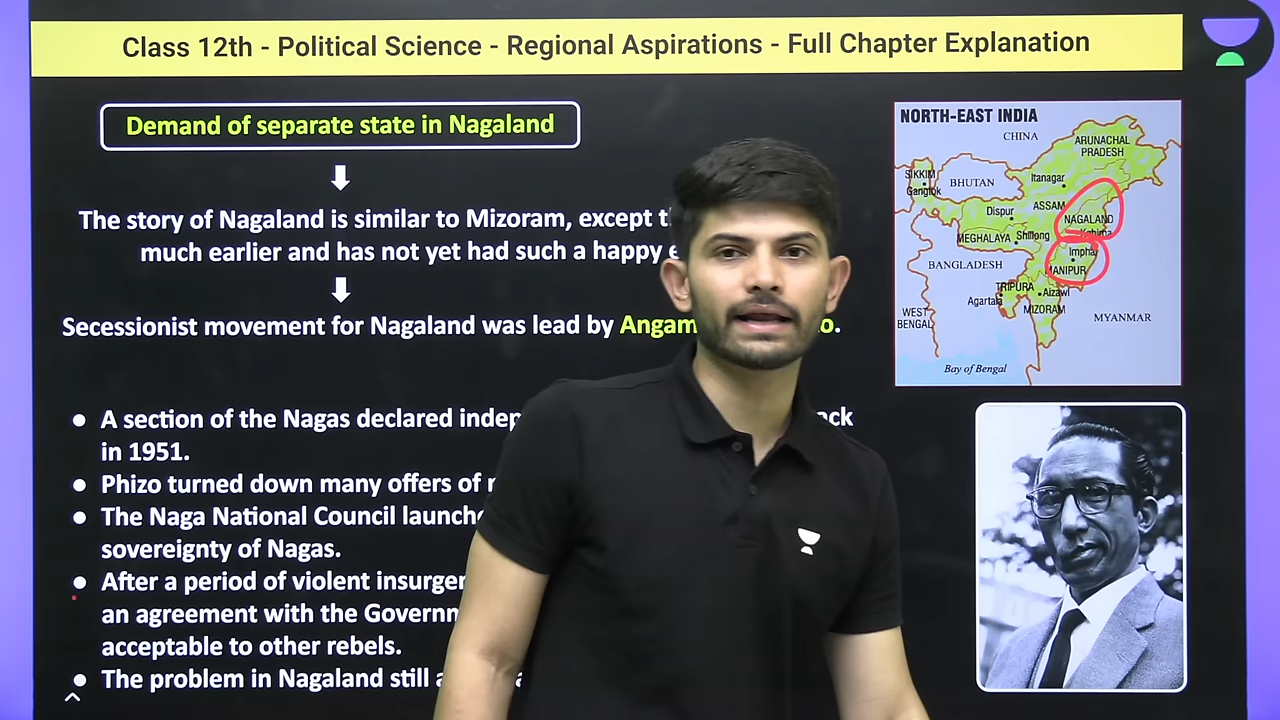 Class 12th - Political Science - Regional Aspirations - Full Chapter Explanation
Demand of separate state in Nagaland
The story of Nagaland is similar to Mizoram, except
much earlier and has not yet had such a happy
Secessionist movement for Nagaland was lead by
● A section of the Nagas declared
in 1951.
● Phizo turned down many offers of
● The Naga National Council
sovereignty of Nagas.
● After a period of violent
an agreement with the
acceptable to other rebels.
● The problem in Nagaland still
NORTH-EAST INDIA
CHINA
ARUNACHAL
PRADESH
SIKKIM
Gangtok
BHUTAN
Itanagar
ASSAM
Dispur
NAGALAND
Kohima
MEGHALAYA
Shillong
Imphal
BANGLADESH
MANIPUR
TRIPURA
Aizawl
Agartala
MIZORAM
WEST
BENGAL
MYANMAR
Bay of Bengal